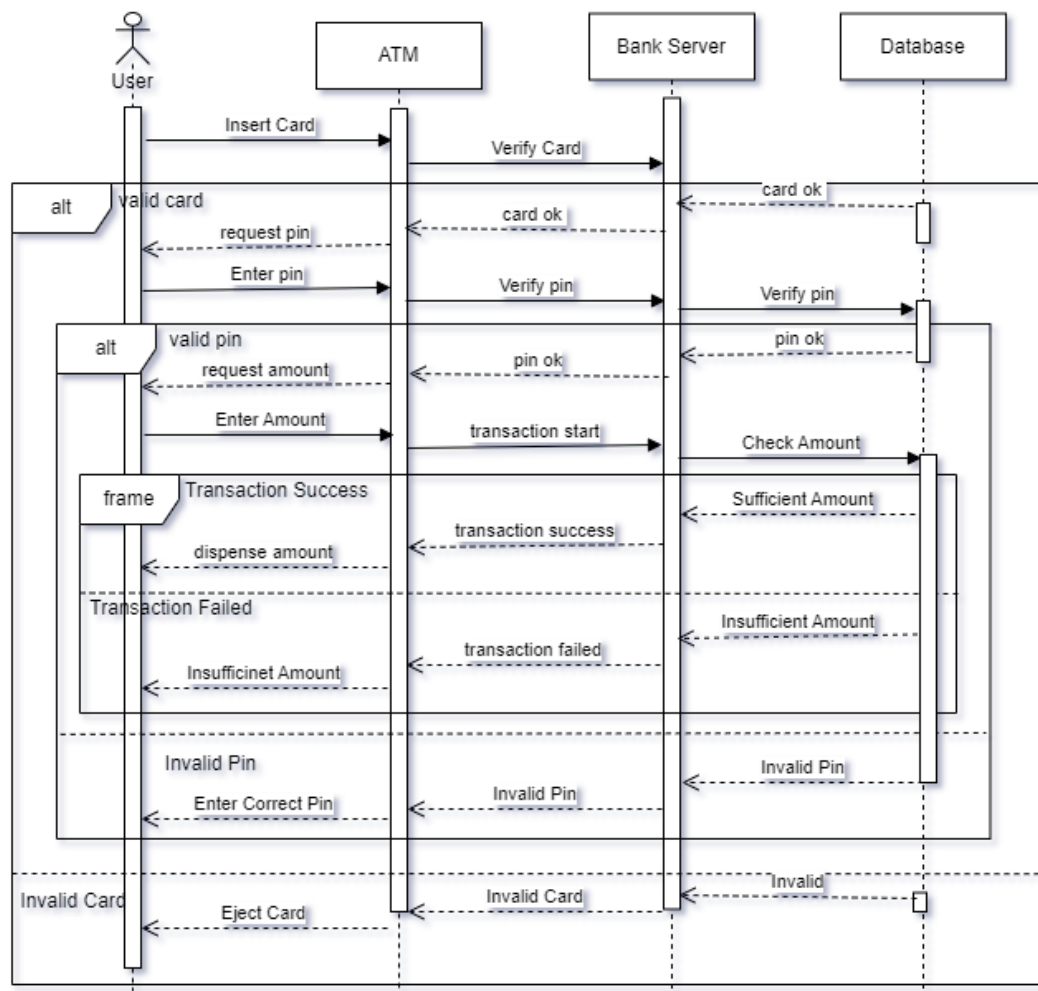 User
ATM
Bank Server
Database
Insert Card
Verify Card
alt
valid card
card ok
card ok
request pin
Enter pin
Verify pin
Verify pin
alt
valid pin
pin ok
pin ok
request amount
Enter Amount
transaction start
Check Amount
frame
Transaction Success
Sufficient Amount
transaction success
dispense amount
Transaction Failed
Insufficient Amount
transaction failed
Insufficinet Amount
Invalid Pin
Invalid Pin
Invalid Pin
Enter Correct Pin
Invalid Card
Invalid
Invalid Card
Eject Card